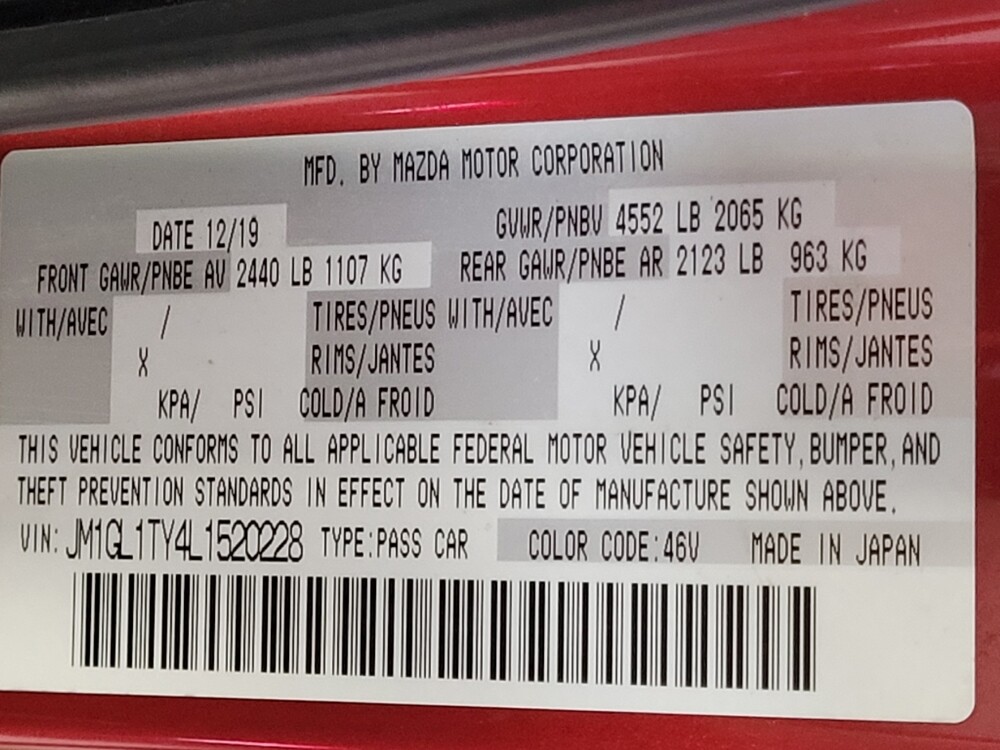 MFD. BY MAZDA MOTOR CORPORATION
DATE 12/19 GVWR/PNBV 4552 LB 2065 KG
FRONT GAWR/PNBE AV 2440 LB 1107 KG REAR GAWR/PNBE AR 2123 LB 963 KG
WITH/AVEC / TIRES/PNEUS WITH/AVEC / TIRES/PNEUS
X RIMS/JANTES X RIMS/JANTES
KPA/ PSI COLD/A FROID KPA/ PSI COLD/A FROID
THIS VEHICLE CONFORMS TO ALL APPLICABLE FEDERAL MOTOR VEHICLE SAFETY, BUMPER, AND
THEFT PREVENTION STANDARDS IN EFFECT ON THE DATE OF MANUFACTURE SHOWN ABOVE.
VIN: JM1GL1TY4L1520228 TYPE:PASS CAR COLOR CODE:46V MADE IN JAPAN